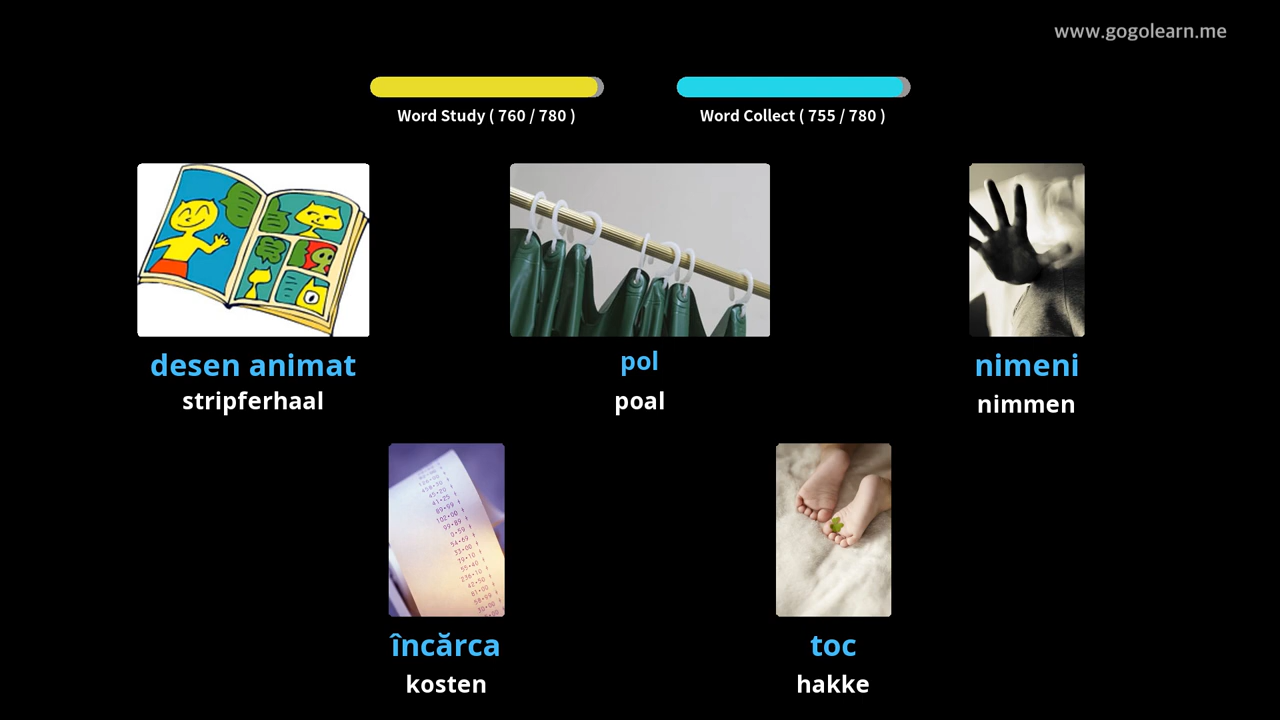 www.gogolearn.me
Word Study ( 760 / 780 )
Word Collect ( 755 / 780 )
desen animat
stripferhaal
pol
poal
nimeni
nimmen
încărca
kosten
toc
hakke